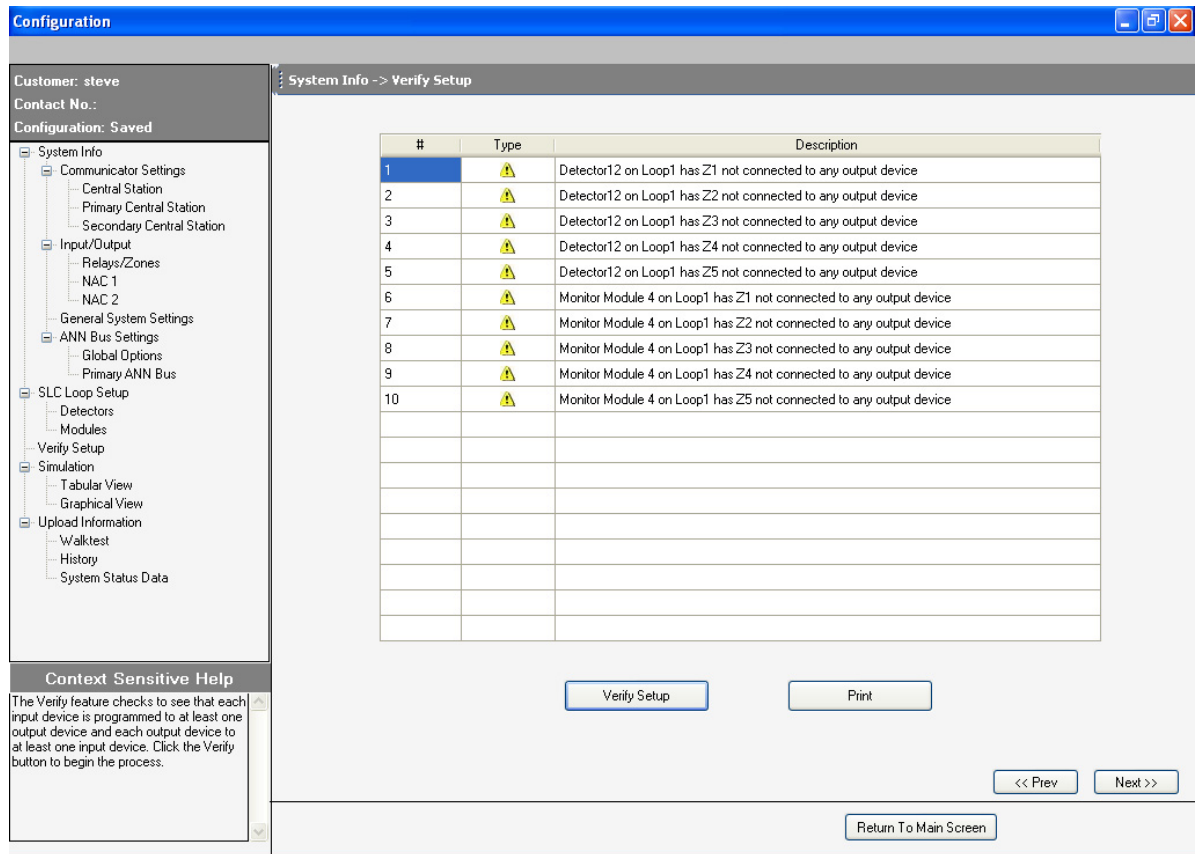 Configuration
Customer: steve
Contact No.:
Configuration: Saved
System Info
Communicator Settings
Central Station
Primary Central Station
Secondary Central Station
Input/Output
Relays/Zones
NAC 1
NAC 2
General System Settings
ANN Bus Settings
Global Options
Primary ANN Bus
SLC Loop Setup
Detectors
Modules
Verify Setup
Simulation
Tabular View
Graphical View
Upload Information
Walktest
History
System Status Data
Context Sensitive Help
The Verify feature checks to see that each
input device is programmed to at least one
output device and each output device to
at least one input device. Click the Verify
button to begin the process.
System Info -> Verify Setup
# Type Description
1 Detector12 on Loop1 has Z1 not connected to any output device
2 Detector12 on Loop1 has Z2 not connected to any output device
3 Detector12 on Loop1 has Z3 not connected to any output device
4 Detector12 on Loop1 has Z4 not connected to any output device
5 Detector12 on Loop1 has Z5 not connected to any output device
6 Monitor Module 4 on Loop1 has Z1 not connected to any output device
7 Monitor Module 4 on Loop1 has Z2 not connected to any output device
8 Monitor Module 4 on Loop1 has Z3 not connected to any output device
9 Monitor Module 4 on Loop1 has Z4 not connected to any output device
10 Monitor Module 4 on Loop1 has Z5 not connected to any output device
Verify Setup Print
<< Prev Next >>
Return To Main Screen